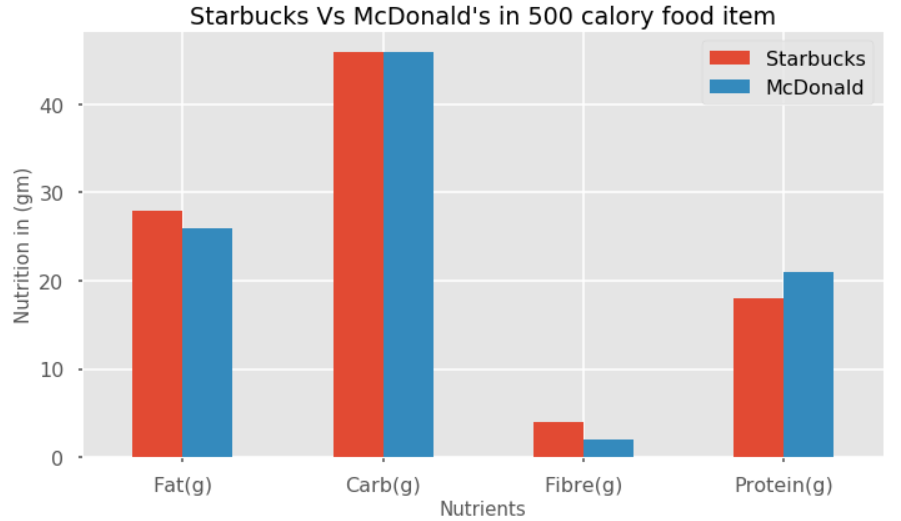 Starbucks Vs McDonald's in 500 calory food item
Starbucks
McDonald
Nutrition in (gm)
40
30
20
10
0
Fat(g) Carb(g) Fibre(g) Protein(g)
Nutrients